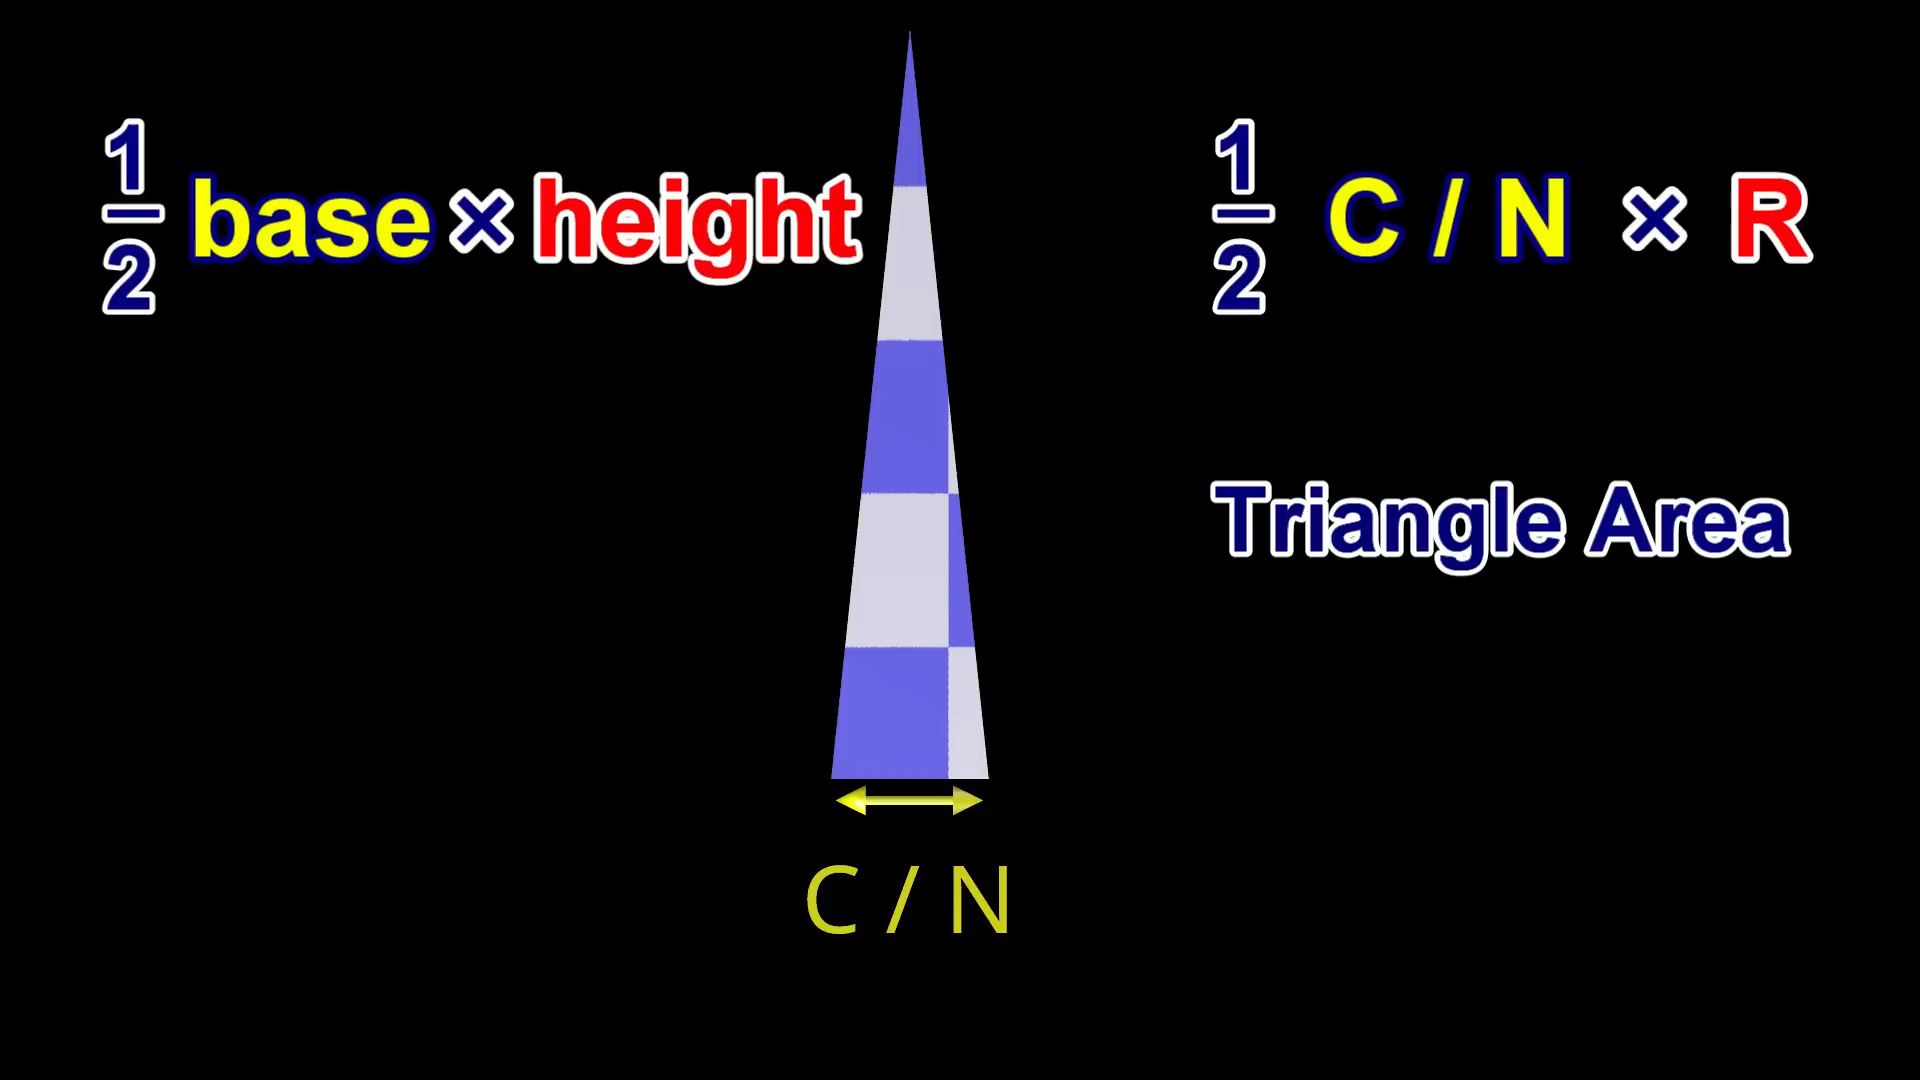 1/2 base × height
1/2 C / N × R
Triangle Area
C / N